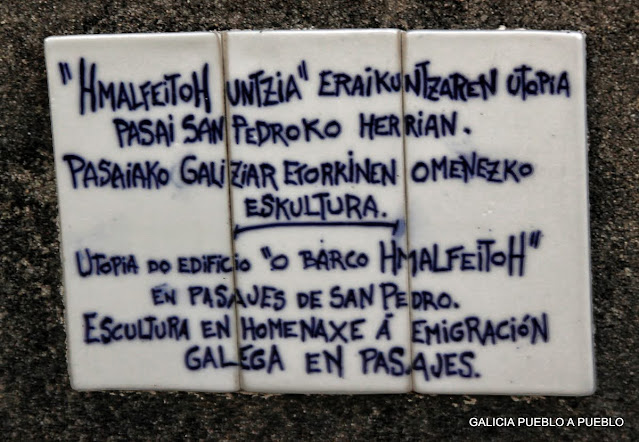 "HMALFEITOH UNTZIA" ERAIKUNTZAREN UTOPIA
PASAI SAN PEDROKO HERRIAN.
PASAIAKO GALIZIAR ETORKINEN OMENEZKO
ESKULTURA.
UTOPIA DO EDIFICIO "O BARCO HMALFEITOH"
EN PASAJES DE SAN PEDRO.
ESCULTURA EN HOMENAXE Á EMIGRACIÓN
GALEGA EN PASAJES.
GALICIA PUEBLO A PUEBLO